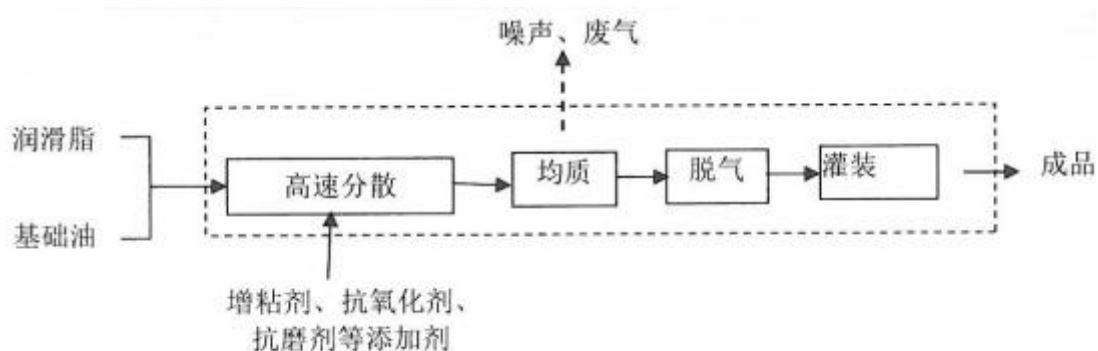 噪声、废气
润滑脂
基础油
高速分散
均质
脱气
灌装
成品
增粘剂、抗氧化剂、
抗磨剂等添加剂